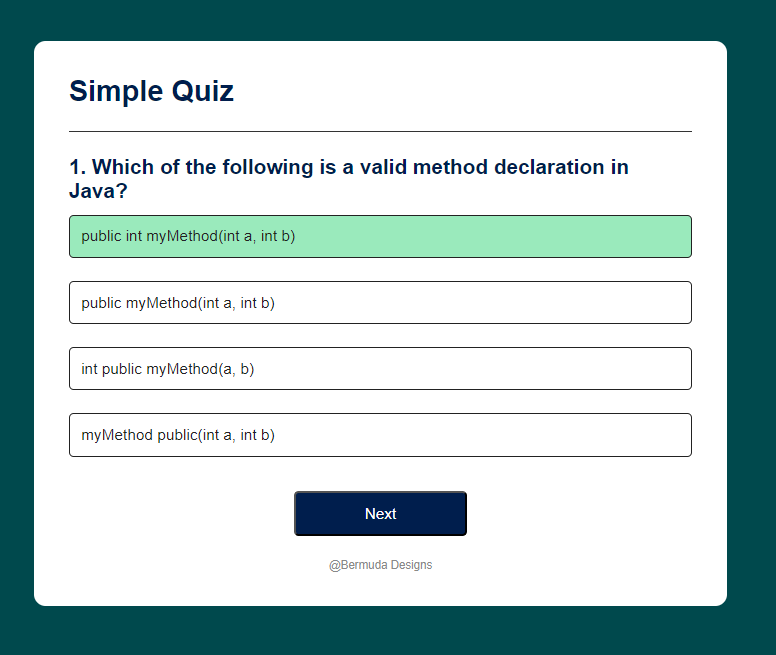 Simple Quiz
1. Which of the following is a valid method declaration in
Java?
public int myMethod(int a, int b)
public myMethod(int a, int b)
int public myMethod(a, b)
myMethod public(int a, int b)
Next
@Bermuda Designs